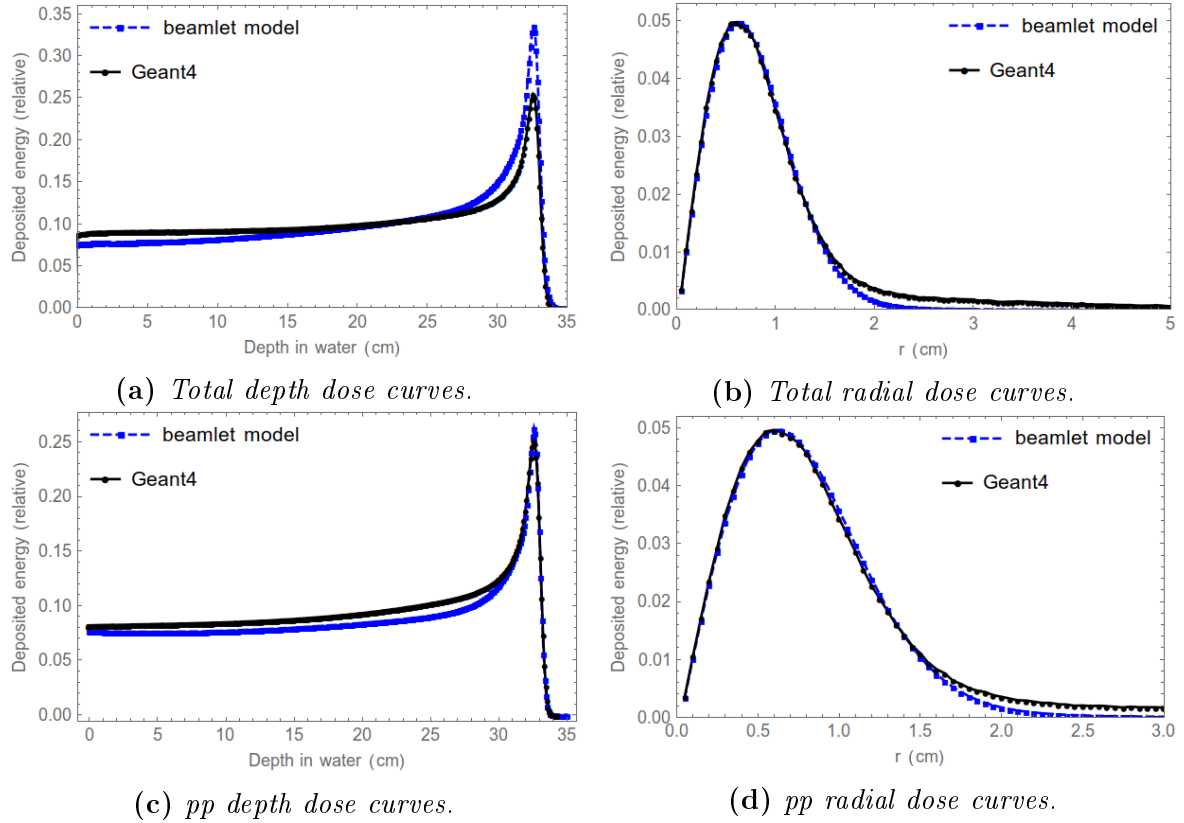 beamlet model
Geant4
Deposited energy (relative)
0.35
0.30
0.25
0.20
0.15
0.10
0.05
0.00
0 5 10 15 20 25 30 35
Depth in water (cm)
(a) Total depth dose curves.
beamlet model
Geant4
Deposited energy (relative)
0.05
0.04
0.03
0.02
0.01
0.00
0 1 2 3 4 5
r (cm)
(b) Total radial dose curves.
beamlet model
Geant4
Deposited energy (relative)
0.25
0.20
0.15
0.10
0.05
0.00
0 5 10 15 20 25 30 35
Depth in water (cm)
(c) pp depth dose curves.
beamlet model
Geant4
Deposited energy (relative)
0.05
0.04
0.03
0.02
0.01
0.00
0.0 0.5 1.0 1.5 2.0 2.5 3.0
r (cm)
(d) pp radial dose curves.